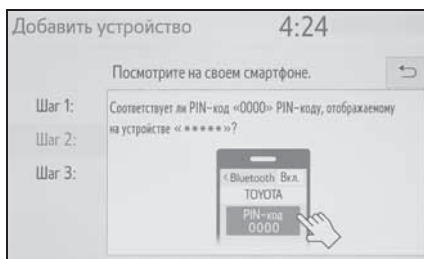 Добавить устройство 4:24
Посмотрите на своем смартфоне.
Шаг 1:
Соответствует ли PIN-код «0000» PIN-коду, отображаемому
на устройстве «*****»?
Шаг 2:
Шаг 3:
‹Bluetooth Вкл.
TOYOTA
PIN-код
0000